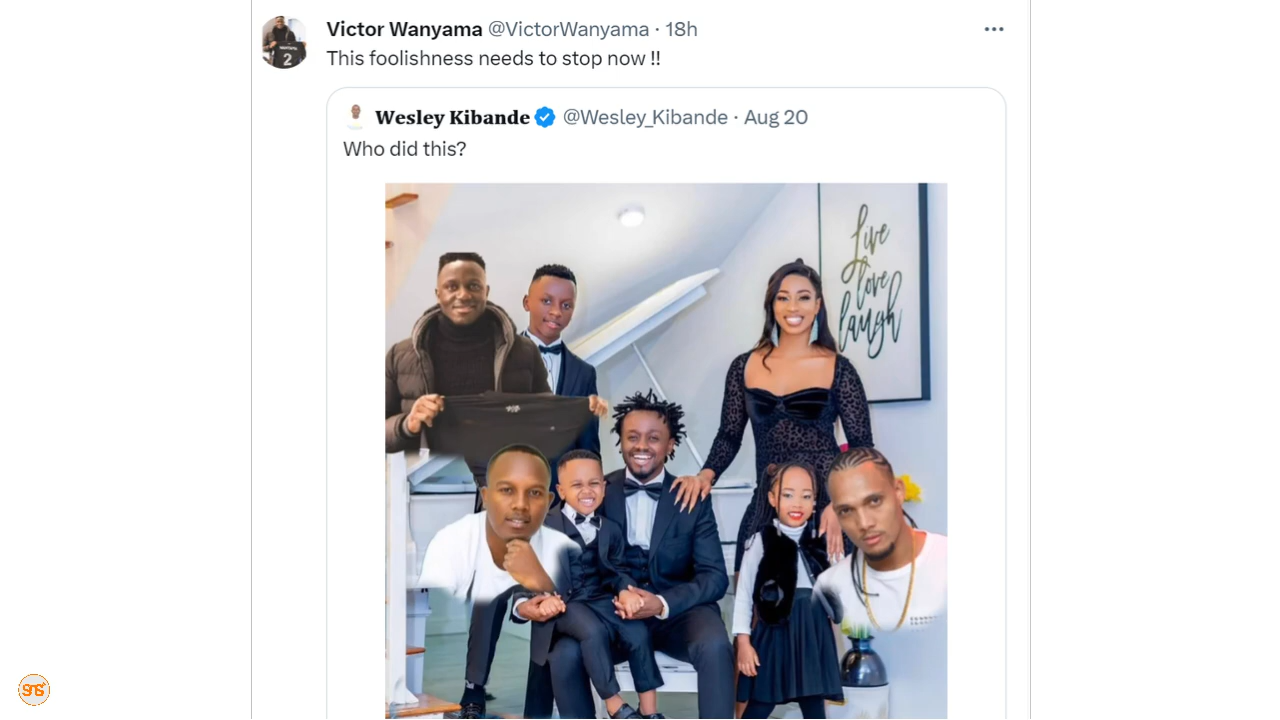 Victor Wanyama @VictorWanyama · 18h
This foolishness needs to stop now !!
Wesley Kibande @Wesley_Kibande · Aug 20
Who did this?
Live
love
laugh
2